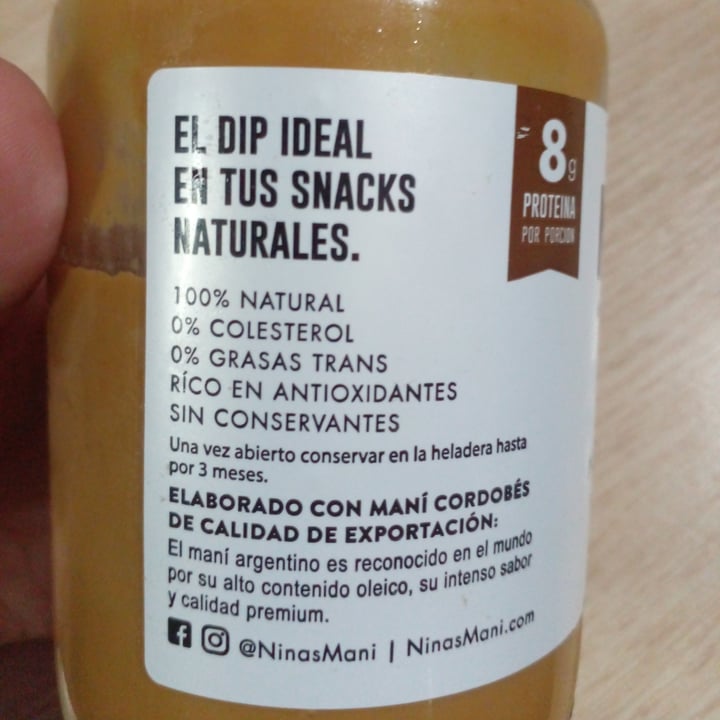 EL DIP IDEAL
EN TUS SNACKS
NATURALES.
8g
PROTEINA
POR PORCION
100% NATURAL
0% COLESTEROL
0% GRASAS TRANS
RÍCO EN ANTIOXIDANTES
SIN CONSERVANTES
Una vez abierto conservar en la heladera hasta
por 3 meses.
ELABORADO CON MANÍ CORDOBÉS
DE CALIDAD DE EXPORTACIÓN:
El maní argentino es reconocido en el mundo
por su alto contenido oleico, su intenso sabor
y calidad premium.
@NinasMani | NinasMani.com